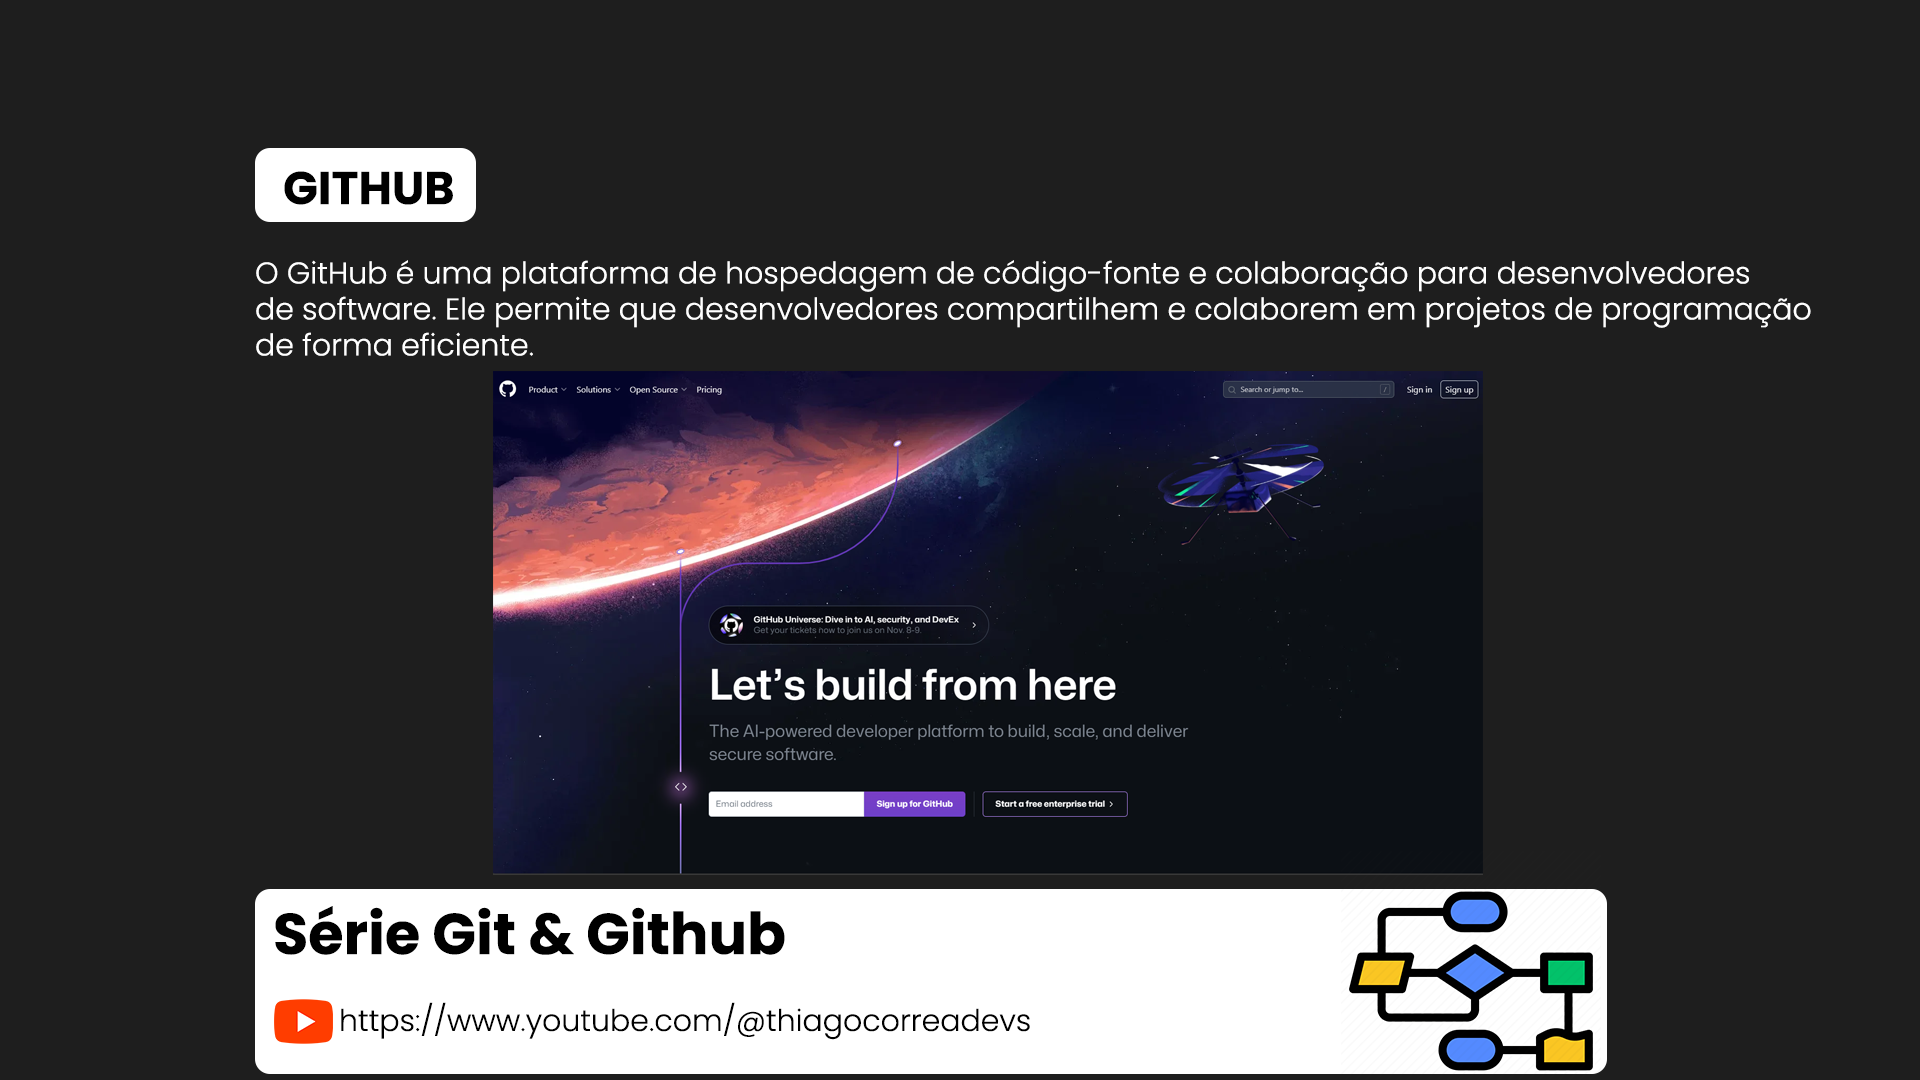 GITHUB
O GitHub é uma plataforma de hospedagem de código-fonte e colaboração para desenvolvedores
de software. Ele permite que desenvolvedores compartilhem e colaborem em projetos de programação
de forma eficiente.
Product Solutions Open Source Pricing Search or jump to... / Sign in Sign up
GitHub Universe: Dive in to AI, security, and DevEx
Get your tickets now to join us on Nov. 8-9.
Let’s build from here
The AI-powered developer platform to build, scale, and deliver
secure software.
Email address Sign up for GitHub Start a free enterprise trial
Série Git & Github
https://www.youtube.com/@thiagocorreadevs